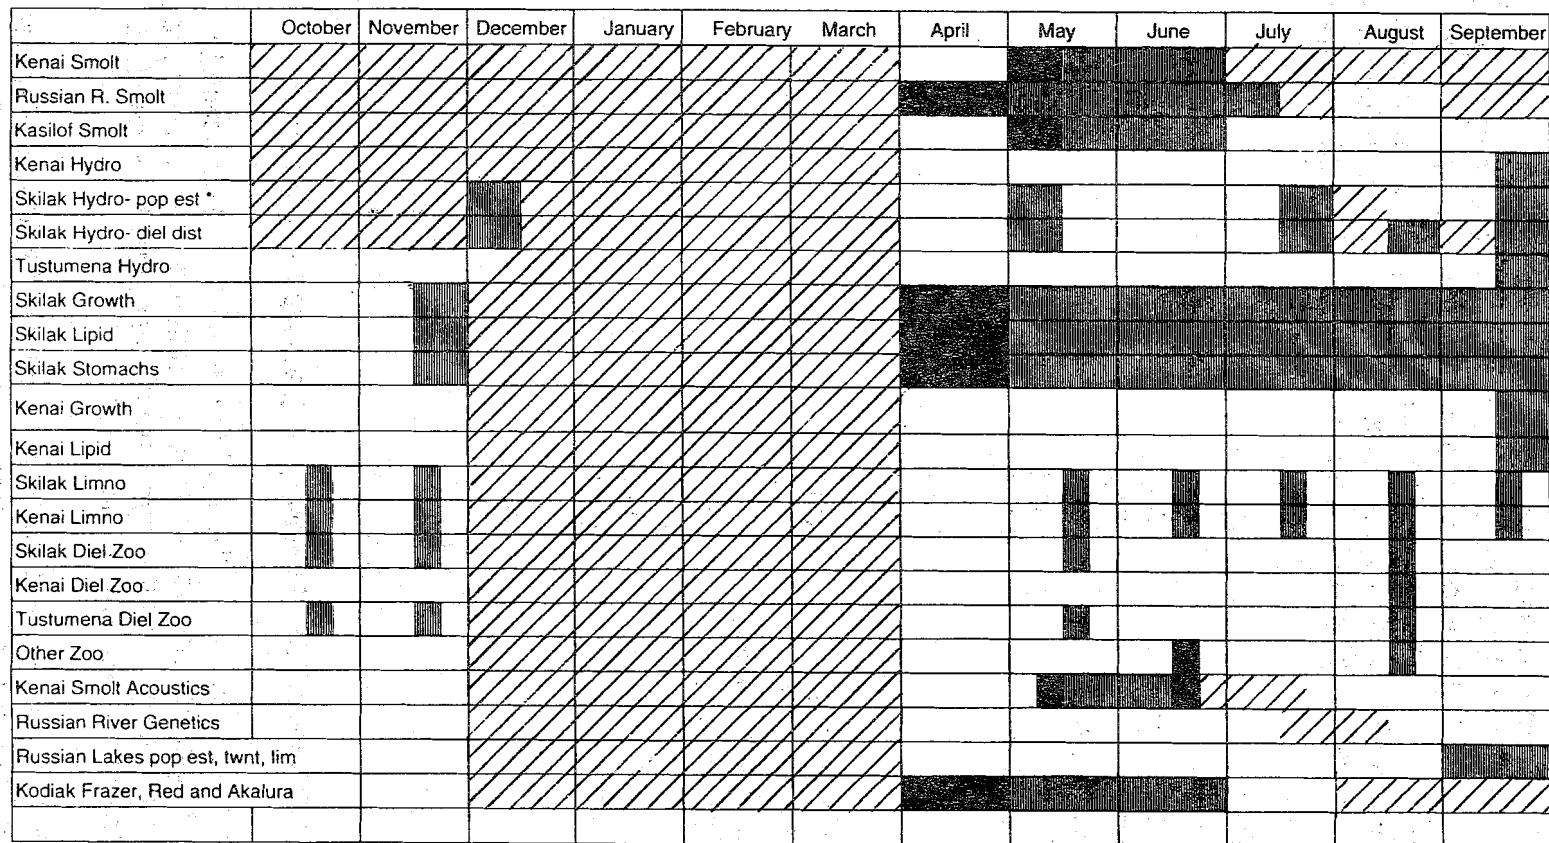 October November December January February March April May June July August September
Kenai Smolt
Russian R. Smolt
Kasilof Smolt
Kenai Hydro
Skilak Hydro- pop est *
Skilak Hydro- diel dist
Tustumena Hydro
Skilak Growth
Skilak Lipid
Skilak Stomachs
Kenai Growth
Kenai Lipid
Skilak Limno
Kenai Limno
Skilak Diel Zoo
Kenai Diel Zoo
Tustumena Diel Zoo
Other Zoo
Kenai Smolt Acoustics
Russian River Genetics
Russian Lakes pop est, twnt, lim
Kodiak Frazer, Red and Akalura